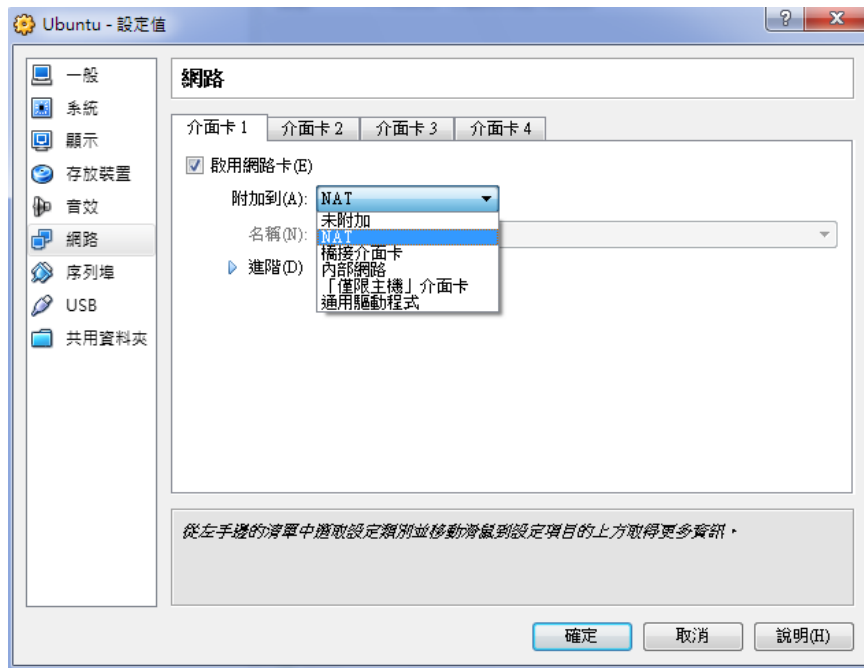 Ubuntu - 設定值
一般
系統
顯示
存放裝置
音效
網路
序列埠
USB
共用資料夾
網路
介面卡 1
介面卡 2
介面卡 3
介面卡 4
啟用網路卡(E)
附加到(A): NAT
未附加
NAT
橋接介面卡
內部網路
「僅限主機」介面卡
通用驅動程式
名稱(N):
進階(D)
從左手邊的清單中選取設定類別並移動滑鼠到設定項目的上方取得更多資訊。
確定
取消
說明(H)